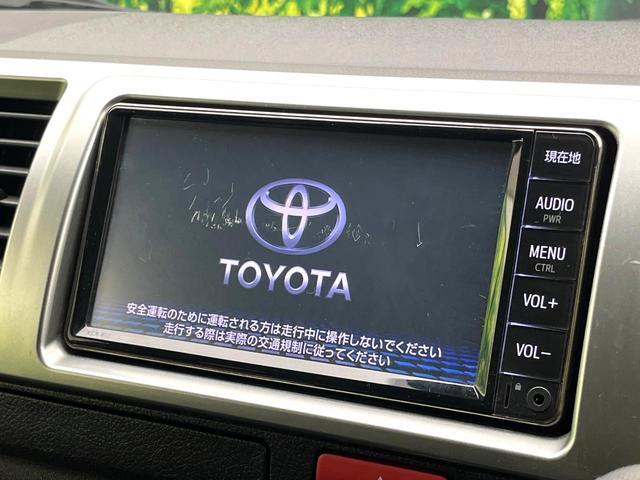 現在地
AUDIO
PWR
MENU
CTRL
VOL+
VOL−
TOYOTA
安全運転のために運転される方は走行中に操作しないでください
走行する際は実際の交通規制に従ってください